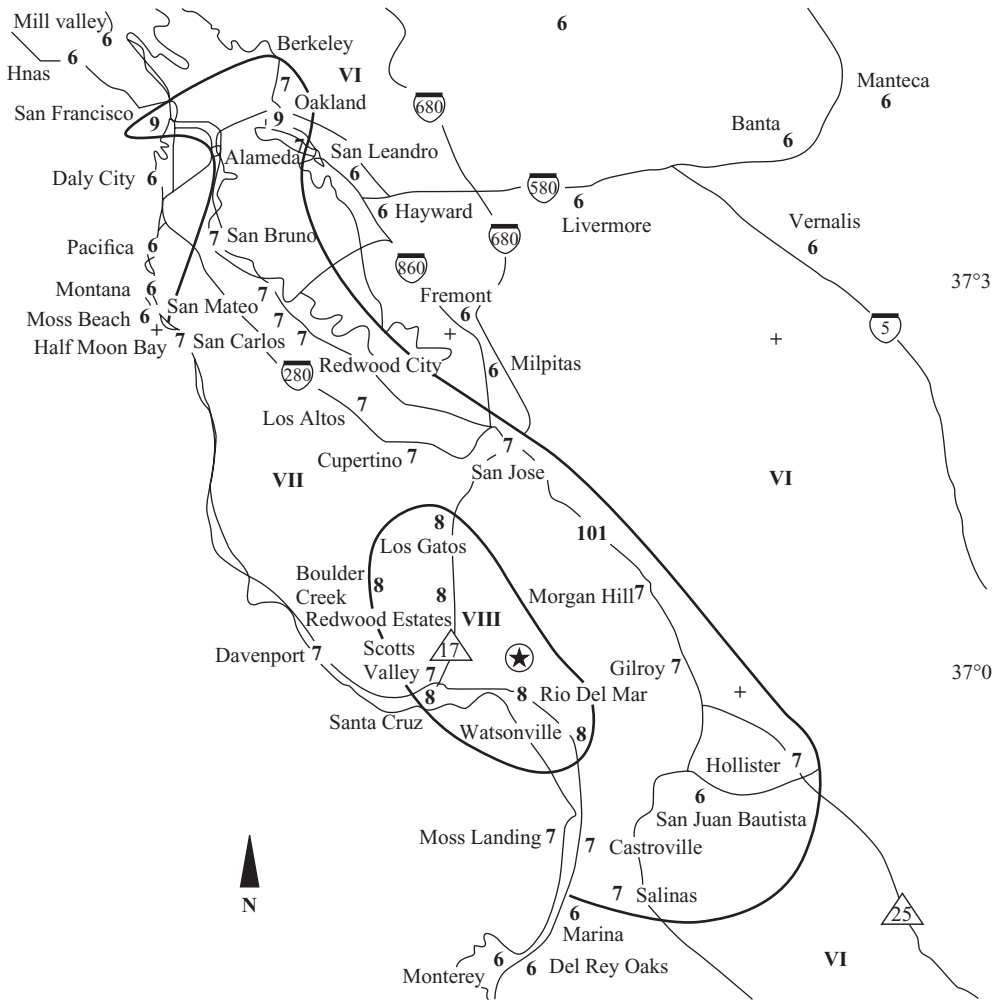 Mill valley
6
6
Hnas
6
Berkeley
VI
7
680
Manteca
6
San Francisco
9
Oakland
9
Banta
6
Alameda
7
San Leandro
6
Daly City 6
580
6
Livermore
6 Hayward
Pacifica 6
7 San Bruno
680
Vernalis
6
860
Montana 6
San Mateo 7
Fremont
6
37°3
Moss Beach 6
+
7
+
+
5
Half Moon Bay 7
San Carlos 7
Redwood City
6
Milpitas
280
Los Altos 7
Cupertino 7
7
San Jose
VII
VI
101
8
Los Gatos
Boulder
Creek
8
8
Morgan Hill 7
Redwood Estates
VIII
Davenport 7
Scotts
Valley 7
17
Gilroy 7
37°0
8
Santa Cruz
8 Rio Del Mar
+
Watsonville 8
Hollister 7
6
San Juan Bautista
Moss Landing 7
7 Castroville
7 Salinas
N
6
Marina
25
Monterey 6
6 Del Rey Oaks
VI